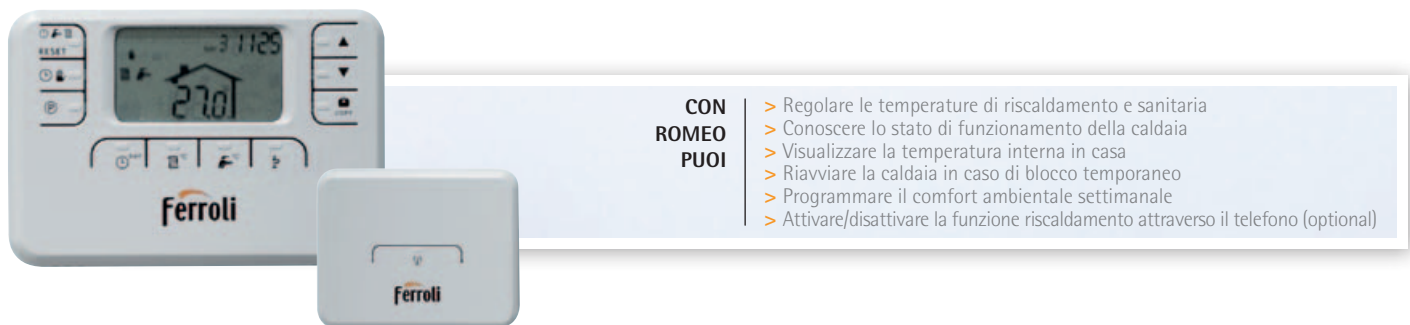 RESET
31125
27.0
Ferroli
Ferroli
CON
ROMEO
PUOI
> Regolare le temperature di riscaldamento e sanitaria
> Conoscere lo stato di funzionamento della caldaia
> Visualizzare la temperatura interna in casa
> Riavviare la caldaia in caso di blocco temporaneo
> Programmare il comfort ambientale settimanale
> Attivare/disattivare la funzione riscaldamento attraverso il telefono (optional)